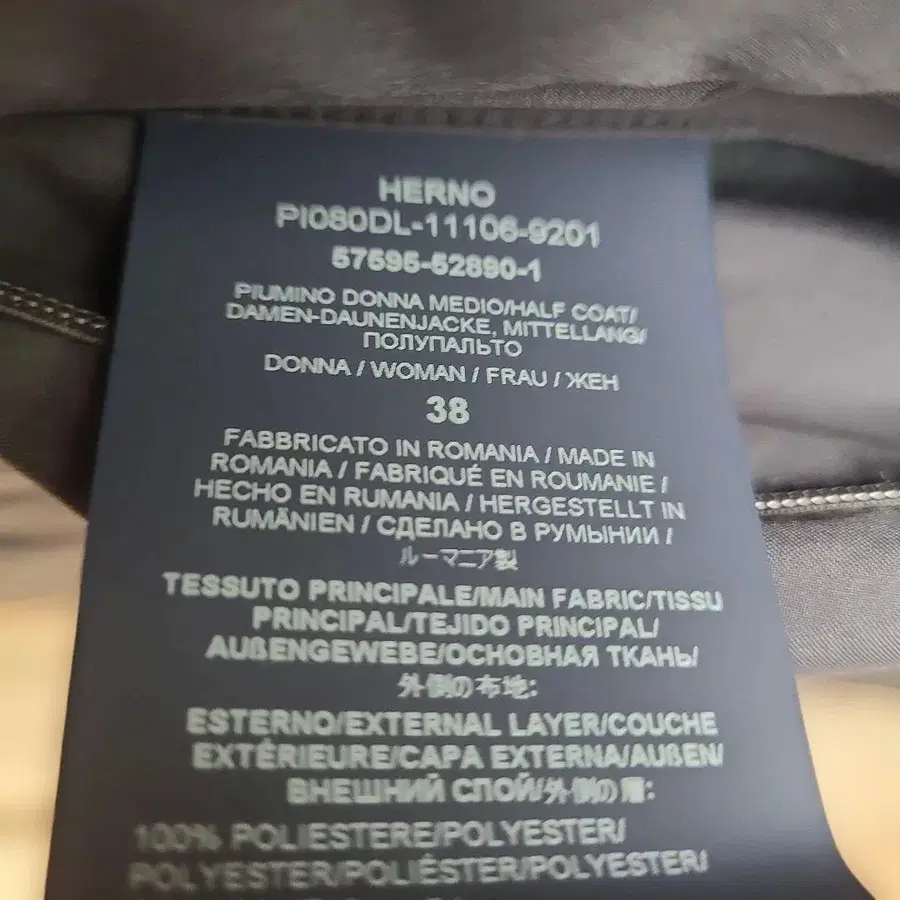 HERNO
PI080DL-11106-9201
57595-52890-1
PIUMINO DONNA MEDIO/HALF COAT/
DAMEN-DAUNENJACKE, MITTELLANG/
ПОЛУПАЛЬТО
DONNA / WOMAN / FRAU / ЖЕН
38
FABBRICATO IN ROMANIA / MADE IN
ROMANIA / FABRIQUÉ EN ROUMANIE /
HECHO EN RUMANIA / HERGESTELLT IN
RUMÄNIEN / СДЕЛАНО В РУМЫНИИ /
ルーマニア製
TESSUTO PRINCIPALE/MAIN FABRIC/TISSU
PRINCIPAL/TEJIDO PRINCIPAL/
AUßENGEWEBE/ОСНОВНАЯ ТКАНЬ/
外側の布地:
ESTERNO/EXTERNAL LAYER/COUCHE
EXTÉRIEURE/CAPA EXTERNA/AUßEN/
ВНЕШНИЙ СЛОЙ/外側の層:
100% POLIESTERE/POLYESTER/
POLYESTER/POLIÉSTER/POLYESTER/